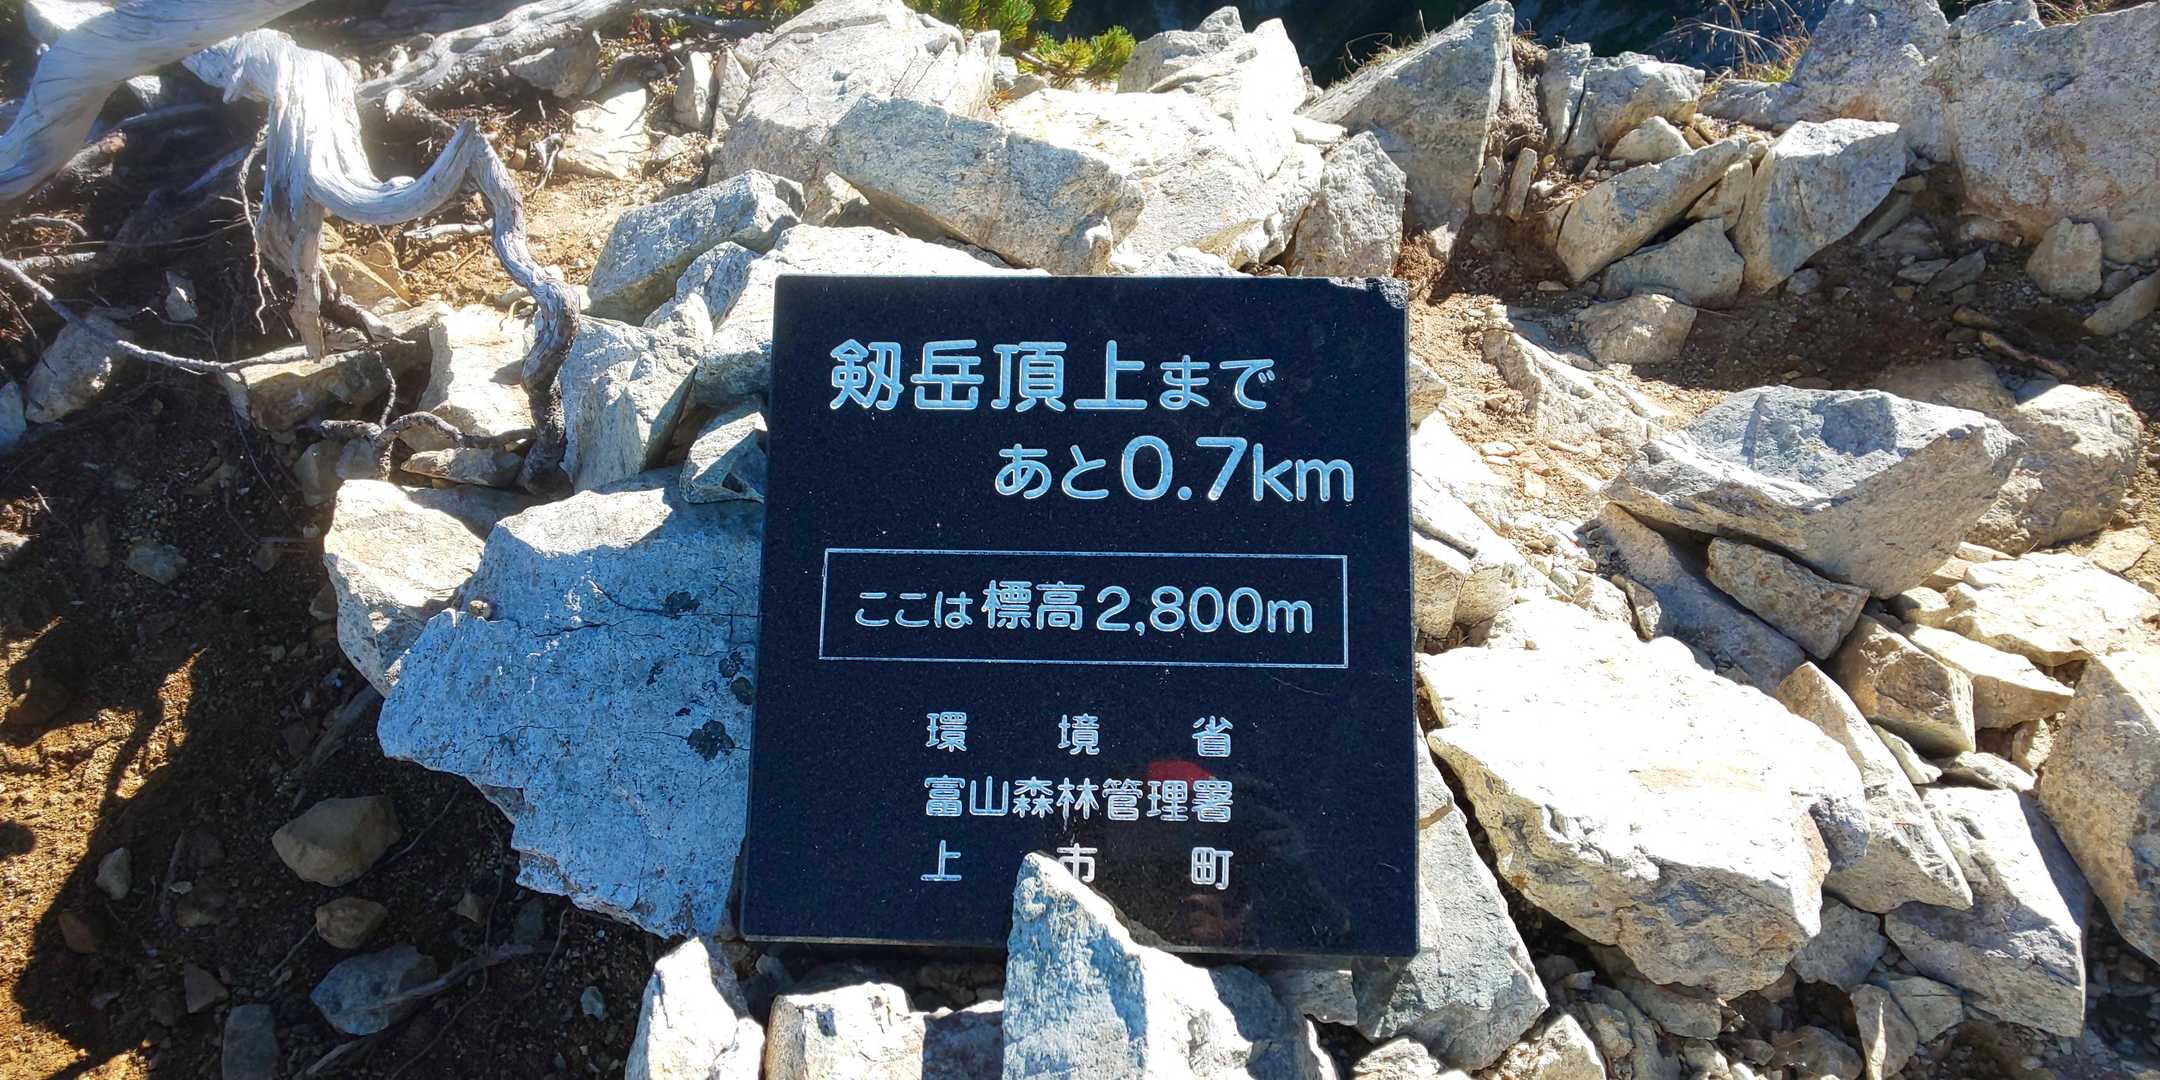 剱岳頂上まで
あと0.7km
ここは標高2,800m
環境省
富山森林管理署
上市町